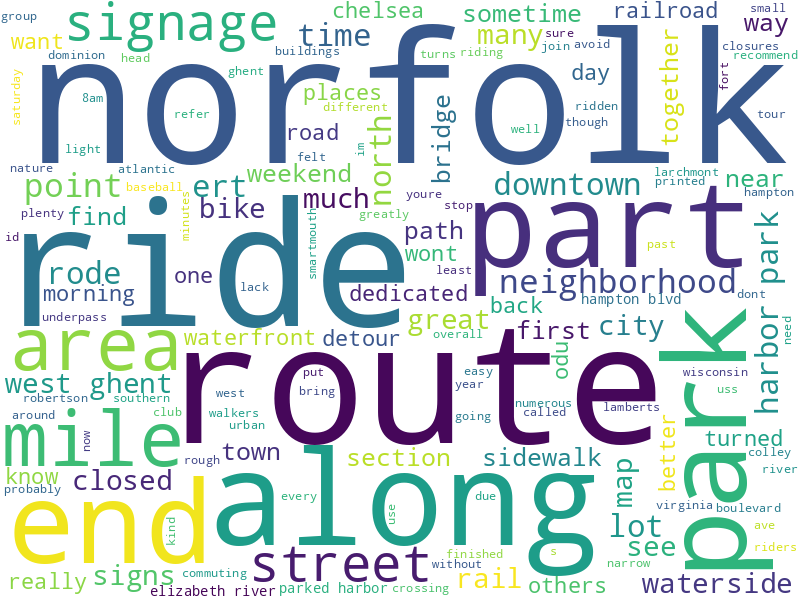 group
chelsea
sometime
railroad
small
way
want
signage
time
many
sure
join
avoid
closures
dominion
head
buildings
turns
riding
recommend
norfolk
saturday
8am
ghent
refer
places
different
day
ridden
together
fort
tour
light
road
felt
im
north
bridge
well
though
nature
atlantic
weekend
larchmont
point
baseball
ert
much
downtown
printed
near
hampton
plenty
find
minutes
bike
greatly
youre
stop
part
id
ride
smartmouth
path
past
harbor park
rode
one
lack
wont
least
neighborhood
morning
dedicated
back
hampton blvd
dont
underpass
area
waterfront
detour
great
overall
first
city
need
route
odu
park
west ghent
put
bring
easy
year
wisconsin
robertson
southern
west
uss
around
club
walkers
urban
going
numerous
called
lamberts
mile
now
better
turned
know
rough
town
section
sidewalk
map
colley
river
probably
closed
end
along
every
due
virginia
boulevard
use
kind
lot
ave
street
without
s
see
riders
really
signs
commuting
finished
crossing
rail
narrow
others
elizabeth river
parked harbor
waterside